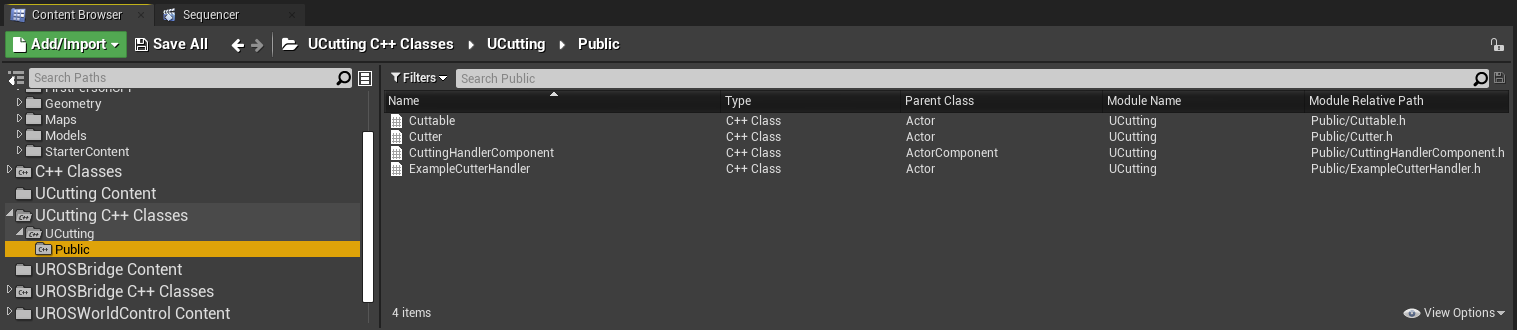 Content Browser
Sequencer
Add/Import
Save All
UCutting C++ Classes
UCutting
Public
Search Paths
Geometry
Maps
Models
StarterContent
C++ Classes
UCutting Content
UCutting C++ Classes
UCutting
Public
UROSBridge Content
UROSBridge C++ Classes
UROSWorldControl Content
Filters
Search Public
Name Type Parent Class Module Name Module Relative Path
Cuttable C++ Class Actor UCutting Public/Cuttable.h
Cutter C++ Class Actor UCutting Public/Cutter.h
CuttingHandlerComponent C++ Class ActorComponent UCutting Public/CuttingHandlerComponent.h
ExampleCutterHandler C++ Class Actor UCutting Public/ExampleCutterHandler.h
4 items
View Options